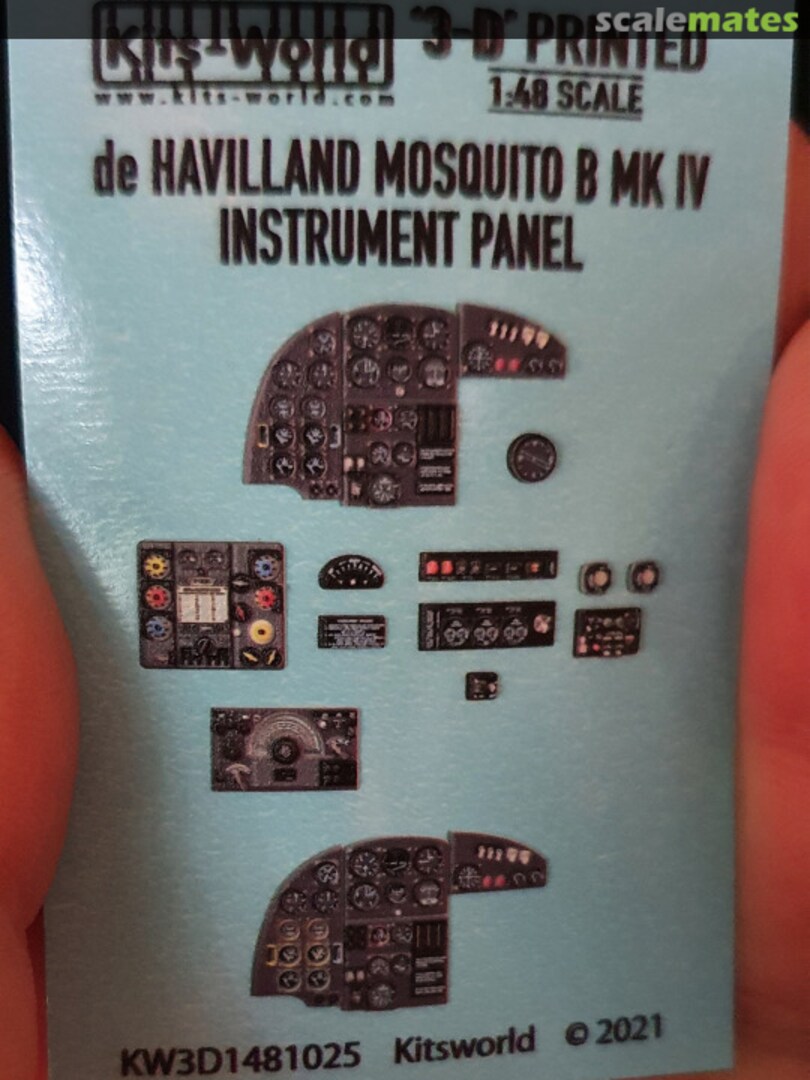 scalemates
Kits-World "3-D" PRINTED
www.kits-world.com 1:48 SCALE
de HAVILLAND MOSQUITO B MK IV
INSTRUMENT PANEL
KW3D1481025 Kitsworld © 2021